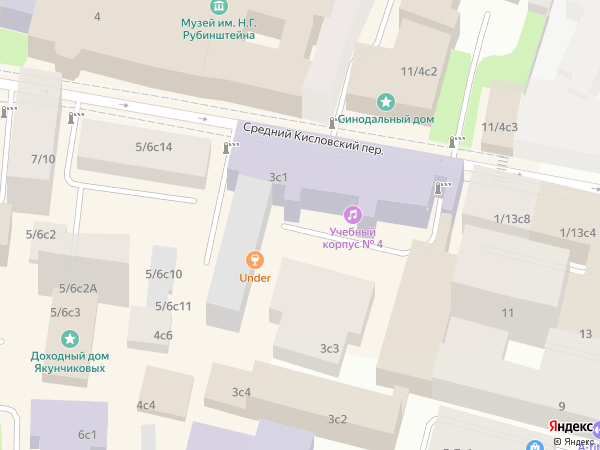 4
Музей им. Н.Г.
Рубинштейна
11/4с2
Синодальный дом
11/4с3
Средний Кисловский пер.
7/10
5/6с14
3с1
1/13с8
1/13с4
Учебный
корпус № 4
5/6с2
5/6с10
Under
5/6с2А
5/6с11
5/6с3
11
4с6
13
Доходный дом
Якунчиковых
3с3
3с4
4с4
9
3с2
6с1
Яндекс
© Яндекс